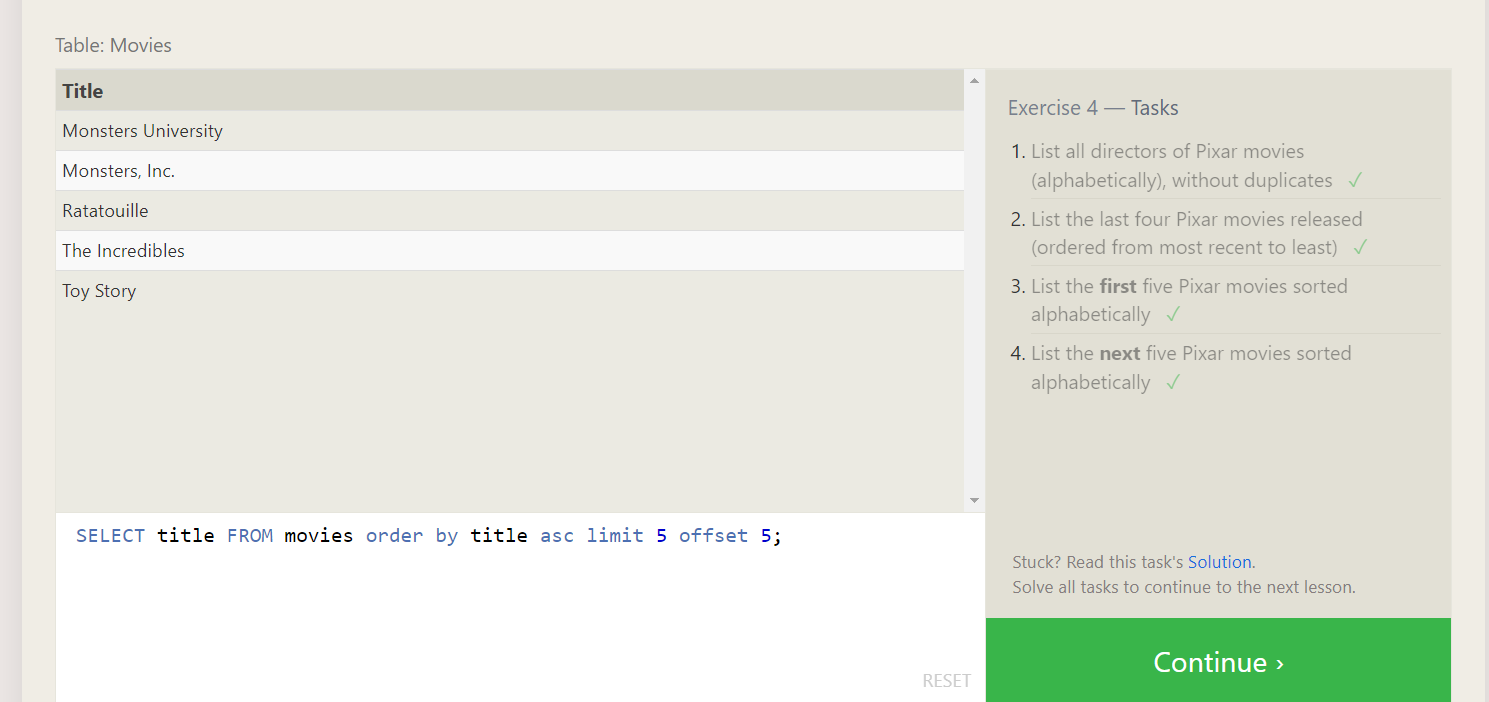 Table: Movies
Title
Monsters University
Monsters, Inc.
Ratatouille
The Incredibles
Toy Story
SELECT title FROM movies order by title asc limit 5 offset 5;
RESET
Exercise 4 — Tasks
1. List all directors of Pixar movies
(alphabetically), without duplicates ✓
2. List the last four Pixar movies released
(ordered from most recent to least) ✓
3. List the first five Pixar movies sorted
alphabetically ✓
4. List the next five Pixar movies sorted
alphabetically ✓
Stuck? Read this task's Solution.
Solve all tasks to continue to the next lesson.
Continue ›